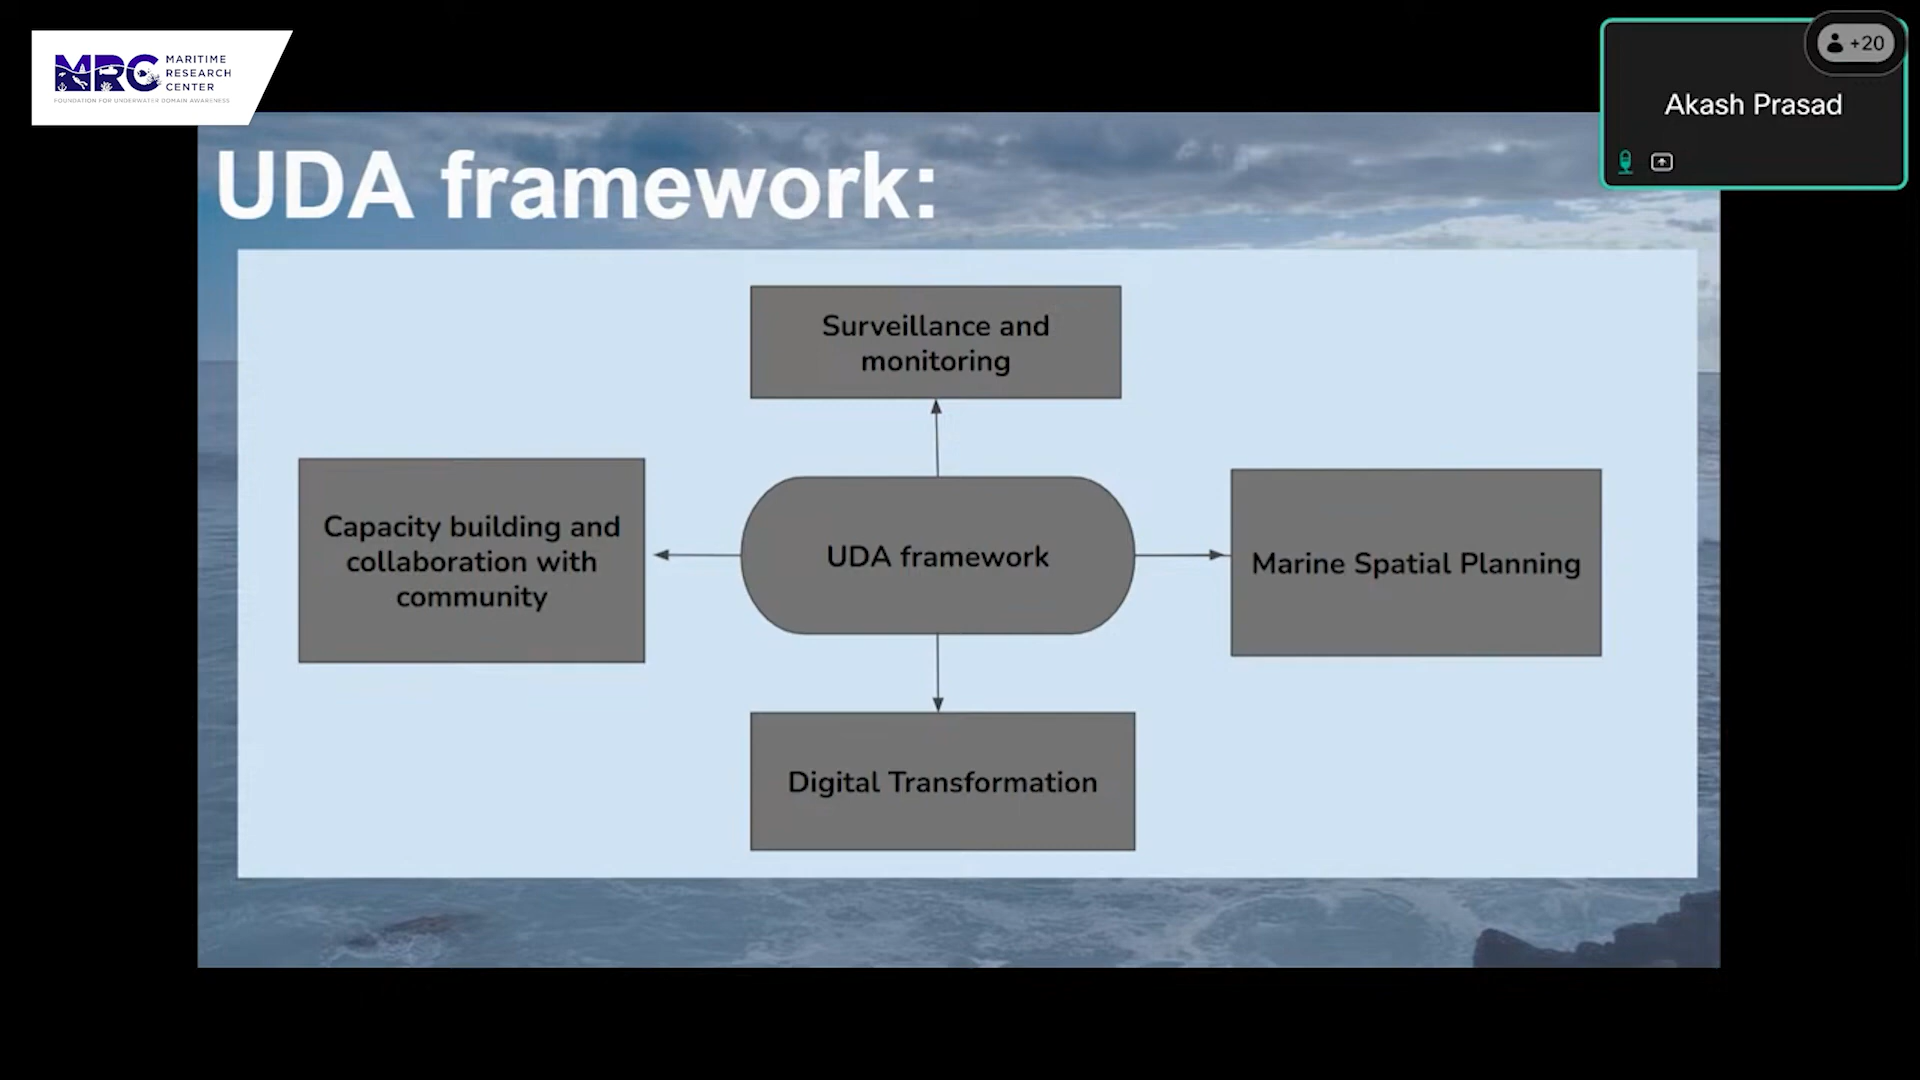 MRC
MARITIME
RESEARCH
CENTER
FOUNDATION FOR UNDERWATER DOMAIN AWARENESS
+20
Akash Prasad
UDA framework:
Surveillance and
monitoring
Capacity building and
collaboration with
community
UDA framework
Marine Spatial Planning
Digital Transformation